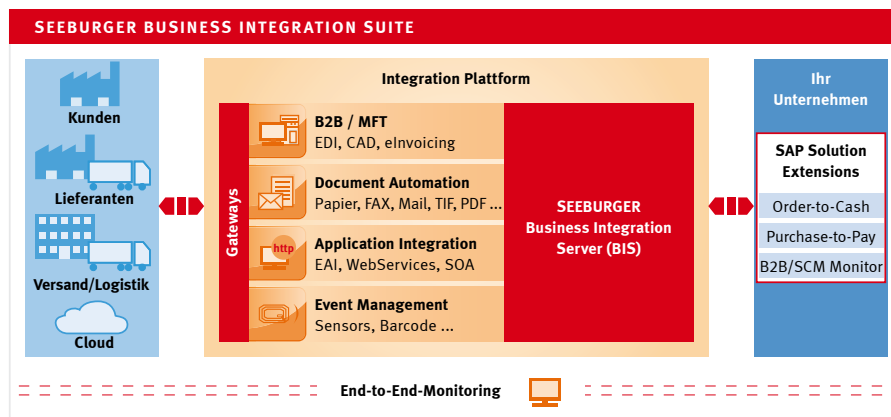 SEEBURGER BUSINESS INTEGRATION SUITE
Kunden
Lieferanten
Versand/Logistik
Cloud
Integration Plattform
Gateways
B2B / MFT
EDI, CAD, eInvoicing
Document Automation
Papier, FAX, Mail, TIF, PDF ...
http
Application Integration
EAI, WebServices, SOA
Event Management
Sensors, Barcode ...
SEEBURGER
Business Integration
Server (BIS)
Ihr
Unternehmen
SAP Solution
Extensions
Order-to-Cash
Purchase-to-Pay
B2B/SCM Monitor
End-to-End-Monitoring